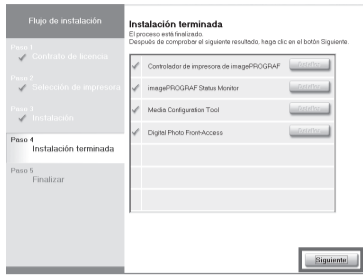 Flujo de instalación
Paso 1
Contrato de licencia
Paso 2
Selección de impresora
Paso 3
Instalación
Paso 4
Instalación terminada
Paso 5
Finalizar
Instalación terminada
El proceso está finalizado.
Después de comprobar el siguiente resultado, haga clic en el botón Siguiente.
Controlador de impresora de imagePROGRAF
imagePROGRAF Status Monitor
Media Configuration Tool
Digital Photo Front-Access
Siguiente